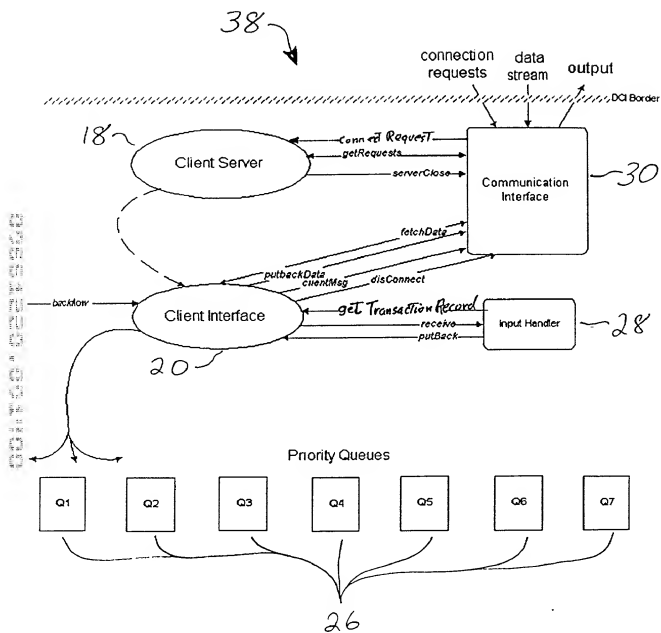 38
connection requests
data stream
output
DCI Border
18
Client Server
connect Request
getRequests
serverClose
Communication Interface
30
fetchData
putbackData
clientMsg
disConnect
backflow
Client Interface
get Transaction Record
receive
putBack
Input Handler
28
20
Priority Queues
Q1 Q2 Q3 Q4 Q5 Q6 Q7
26